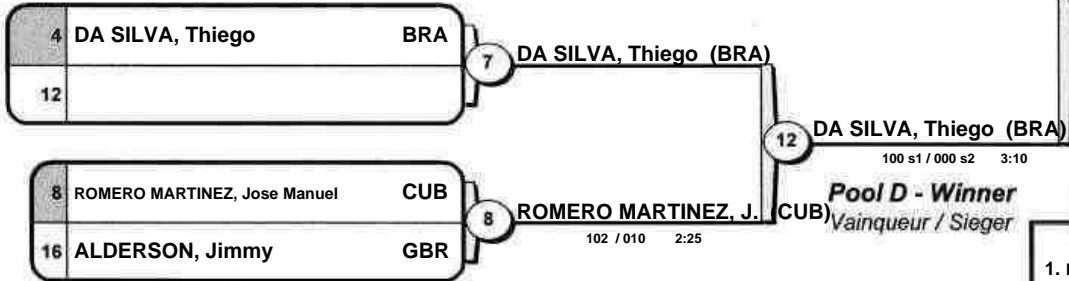 4 DA SILVA, Thiego BRA
12
7
DA SILVA, Thiego (BRA)
12
DA SILVA, Thiego (BRA)
100 s1 / 000 s2 3:10
Pool D - Winner
Vainqueur / Sieger
8 ROMERO MARTINEZ, Jose Manuel CUB
16 ALDERSON, Jimmy GBR
8
ROMERO MARTINEZ, J. (CUB)
102 / 010 2:25
1.